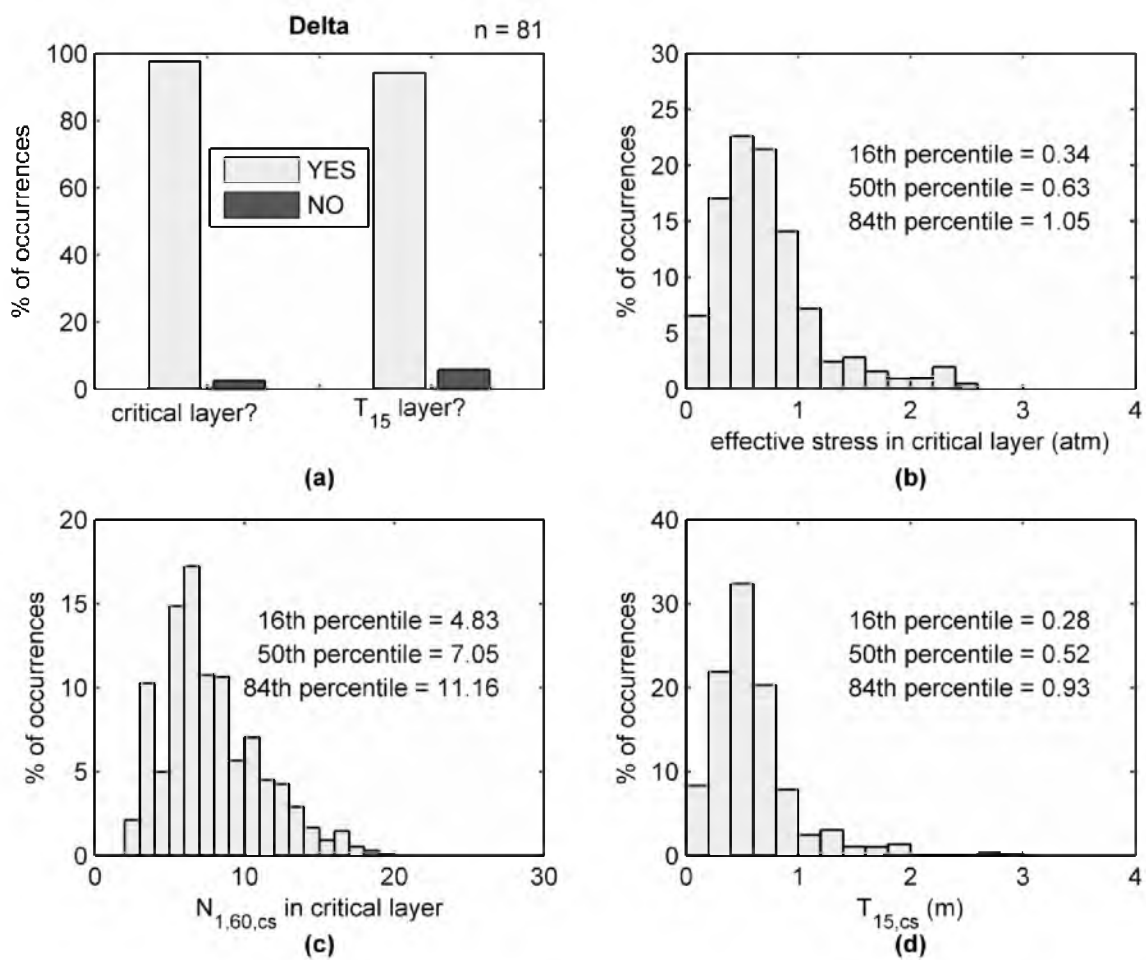 Delta n = 81
100
80
60
40
20
0
% of occurrences
YES
NO
critical layer? T15 layer?
(a)
30
25
20
15
10
5
0
% of occurrences
16th percentile = 0.34
50th percentile = 0.63
84th percentile = 1.05
0 1 2 3 4
effective stress in critical layer (atm)
(b)
20
15
10
5
0
% of occurrences
16th percentile = 4.83
50th percentile = 7.05
84th percentile = 11.16
0 10 20 30
N1,60,cs in critical layer
(c)
40
30
20
10
0
% of occurrences
16th percentile = 0.28
50th percentile = 0.52
84th percentile = 0.93
0 1 2 3 4
T15,cs (m)
(d)